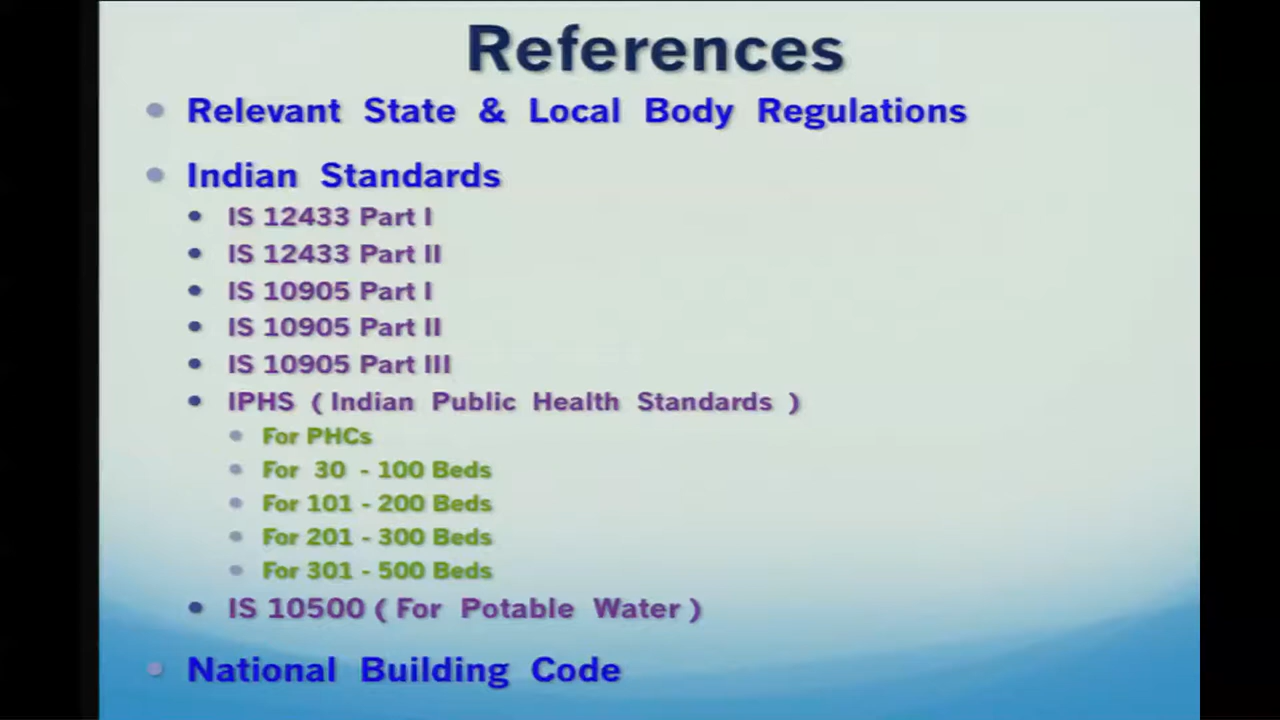 References
Relevant State & Local Body Regulations
Indian Standards
IS 12433 Part I
IS 12433 Part II
IS 10905 Part I
IS 10905 Part II
IS 10905 Part III
IPHS ( Indian Public Health Standards )
For PHCs
For 30 - 100 Beds
For 101 - 200 Beds
For 201 - 300 Beds
For 301 - 500 Beds
IS 10500 ( For Potable Water )
National Building Code